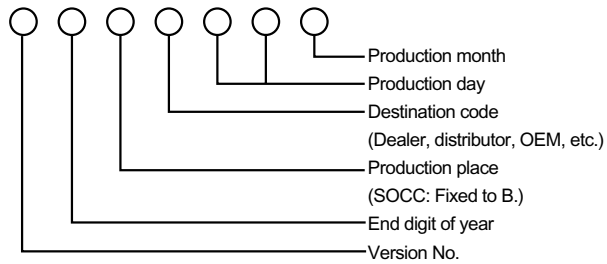 Production month
Production day
Destination code
(Dealer, distributor, OEM, etc.)
Production place
(SOCC: Fixed to B.)
End digit of year
Version No.